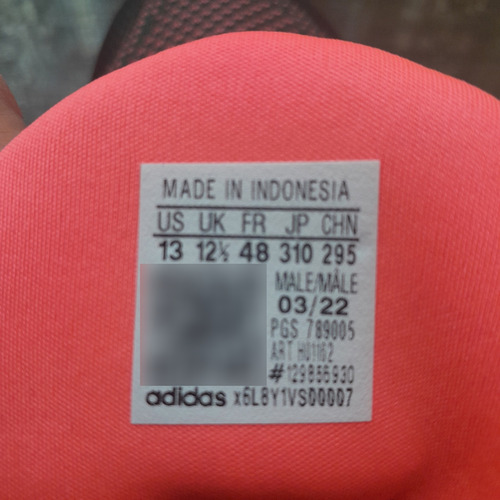 MADE IN INDONESIA
US UK FR JP CHN
13 12½ 48 310 295
MALE/MÂLE
03/22
PGS 789005
ART H01162
#129856930
adidas x6L8Y1VS00007